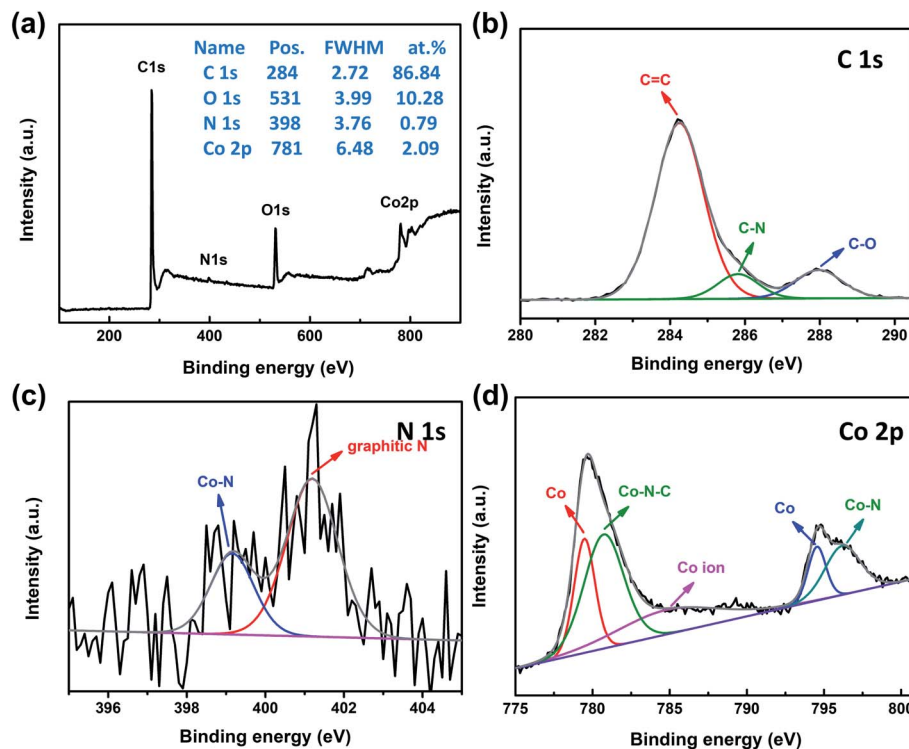 (a)
Name Pos. FWHM at.%
C 1s 284 2.72 86.84
O 1s 531 3.99 10.28
N 1s 398 3.76 0.79
Co 2p 781 6.48 2.09
C1s
N1s
O1s
Co2p
Intensity (a.u.)
200 400 600 800
Binding energy (eV)
(b)
C 1s
C=C
C-N
C-O
Intensity (a.u.)
280 282 284 286 288 290
Binding energy (eV)
(c)
N 1s
graphitic N
Co-N
Intensity (a.u.)
396 398 400 402 404
Binding energy (eV)
(d)
Co 2p
Co
Co-N-C
Co ion
Co
Co-N
Intensity (a.u.)
775 780 785 790 795 800
Binding energy (eV)